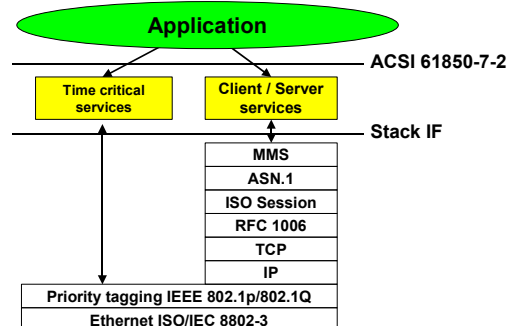 Application
ACSI 61850-7-2
Time critical
services
Client / Server
services
Stack IF
MMS
ASN.1
ISO Session
RFC 1006
TCP
IP
Priority tagging IEEE 802.1p/802.1Q
Ethernet ISO/IEC 8802-3